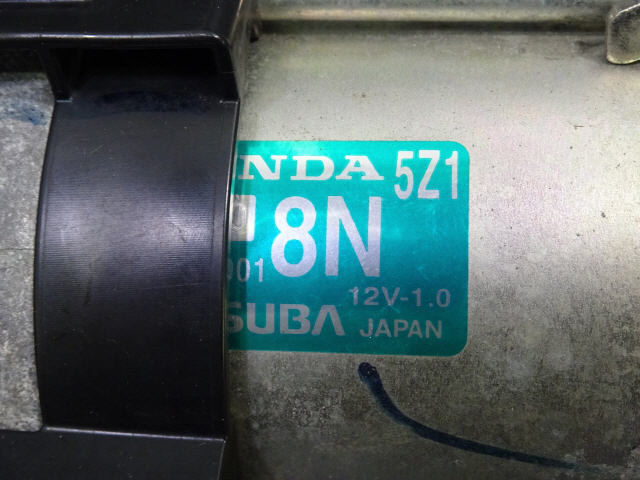 NDA 5Z1
8N
001
12V-1.0
SUBA JAPAN